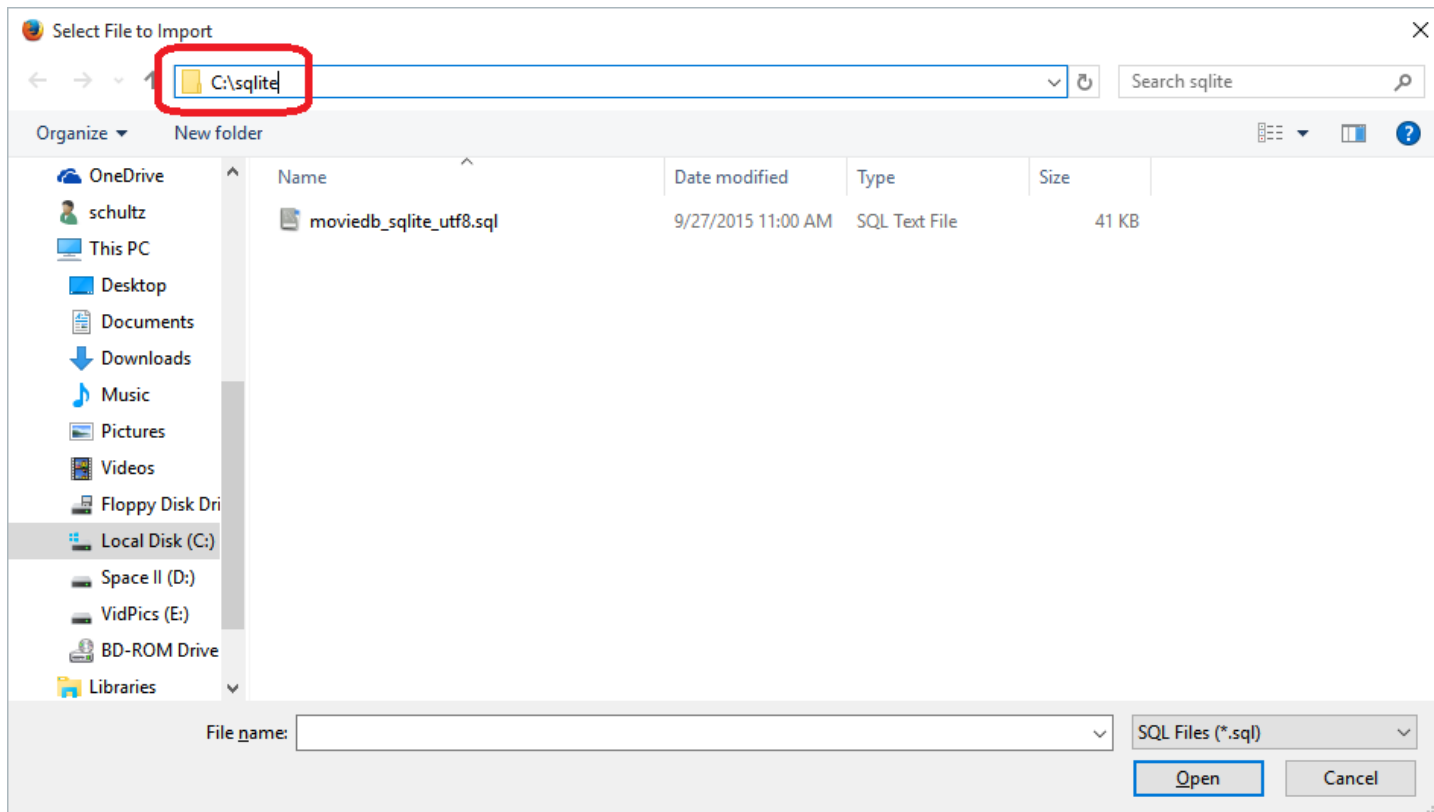 Select File to Import
C:\sqlite
Search sqlite
Organize
New folder
Name
Date modified
Type
Size
moviedb_sqlite_utf8.sql
9/27/2015 11:00 AM
SQL Text File
41 KB
OneDrive
schultz
This PC
Desktop
Documents
Downloads
Music
Pictures
Videos
Floppy Disk Dri
Local Disk (C:)
Space II (D:)
VidPics (E:)
BD-ROM Drive
Libraries
File name:
SQL Files (*.sql)
Open
Cancel